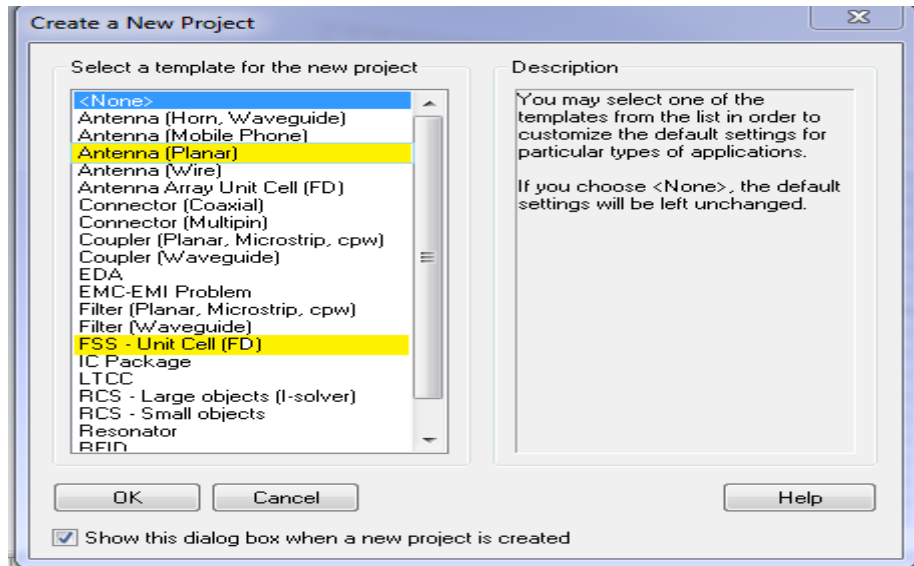 Create a New Project
Select a template for the new project
<None>
Antenna (Horn, Waveguide)
Antenna (Mobile Phone)
Antenna (Planar)
Antenna (Wire)
Antenna Array Unit Cell (FD)
Connector (Coaxial)
Connector (Multipin)
Coupler (Planar, Microstrip, cpw)
Coupler (Waveguide)
EDA
EMC-EMI Problem
Filter (Planar, Microstrip, cpw)
Filter (Waveguide)
FSS - Unit Cell (FD)
IC Package
LTCC
RCS - Large objects (I-solver)
RCS - Small objects
Resonator
RFID
Description
You may select one of the
templates from the list in order to
customize the default settings for
particular types of applications.
If you choose <None>, the default
settings will be left unchanged.
OK
Cancel
Help
Show this dialog box when a new project is created